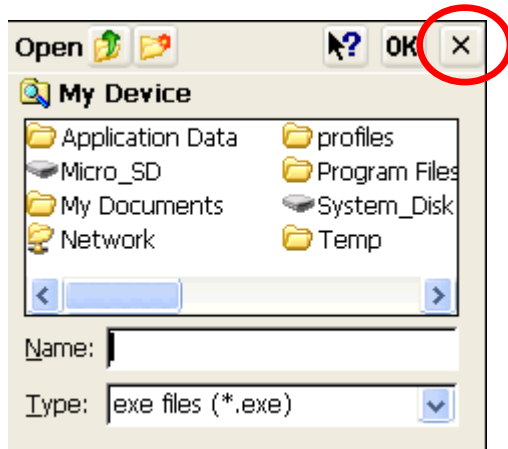 Open ? OK ×
My Device
Application Data profiles
Micro_SD Program Files
My Documents System_Disk
Network Temp
Name:
Type: exe files (*.exe)